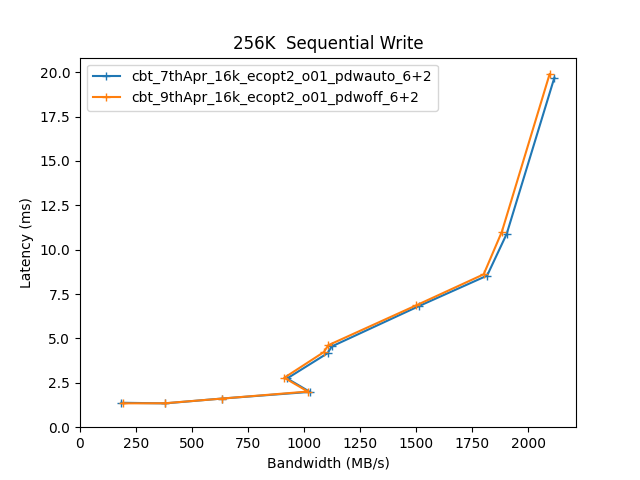 256K  Sequential Write
cbt_7thApr_16k_ecopt2_o01_pdwauto_6+2
cbt_9thApr_16k_ecopt2_o01_pdwoff_6+2
Latency (ms)
20.0
17.5
15.0
12.5
10.0
7.5
5.0
2.5
0.0
0 250 500 750 1000 1250 1500 1750 2000
Bandwidth (MB/s)